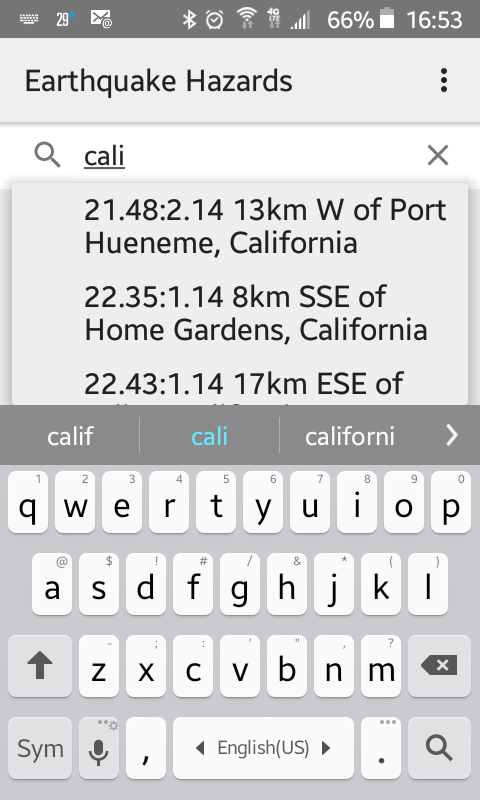 29°
@
4G LTE
66%
16:53
Earthquake Hazards
cali
21.48:2.14 13km W of Port
Hueneme, California
22.35:1.14 8km SSE of
Home Gardens, California
22.43:1.14 17km ESE of
calif cali californi
1 2 3 4 5 6 7 8 9 0
q w e r t y u i o p
@ $ ! # / & * ( )
a s d f g h j k l
- ; : ' " , ?
z x c v b n m
Sym , English(US) .